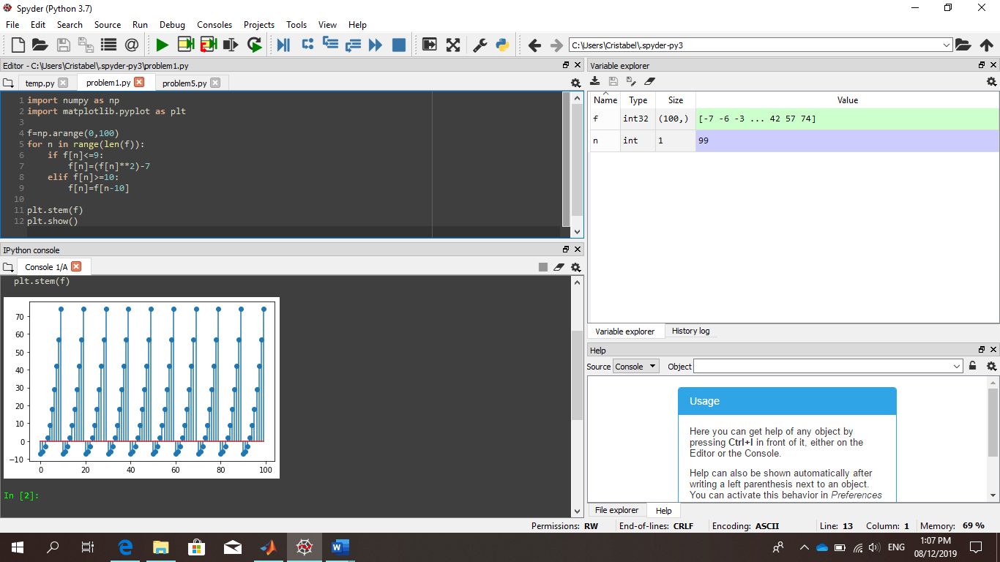 Spyder (Python 3.7)
File Edit Search Source Run Debug Consoles Projects Tools View Help
C:\Users\Cristabel\.spyder-py3
Editor - C:\Users\Cristabel\.spyder-py3\problem1.py
temp.py problem1.py problem5.py
1 import numpy as np
2 import matplotlib.pyplot as plt
3
4 f=np.arange(0,100)
5 for n in range(len(f)):
6     if f[n]<=9:
7         f[n]=(f[n]**2)-7
8     elif f[n]>=10:
9         f[n]=f[n-10]
10
11 plt.stem(f)
12 plt.show()
IPython console
Console 1/A
plt.stem(f)
70
60
50
40
30
20
10
0
−10
0 20 40 60 80 100
In [2]:
Variable explorer
Name Type Size Value
f int32 (100,) [-7 -6 -3 ... 42 57 74]
n int 1 99
Variable explorer History log
Help
Source Console Object
Usage
Here you can get help of any object by
pressing Ctrl+I in front of it, either on the
Editor or the Console.
Help can also be shown automatically after
writing a left parenthesis next to an object.
You can activate this behavior in Preferences
File explorer Help
Permissions: RW End-of-lines: CRLF Encoding: ASCII Line: 13 Column: 1 Memory: 69 %
ENG
1:07 PM
08/12/2019